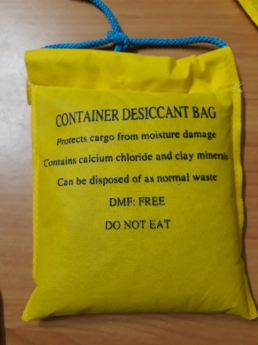 CONTAINER DESICCANT BAG
Protects cargo from moisture damage
Contains calcium chloride and clay minerals
Can be disposed of as normal waste
DMF: FREE
DO NOT EAT